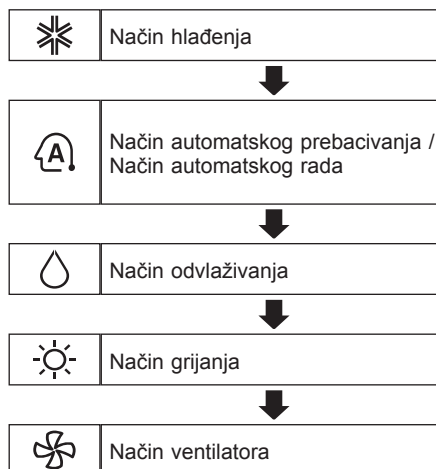 Način hlađenja
A
Način automatskog prebacivanja /
Način automatskog rada
Način odvlaživanja
Način grijanja
Način ventilatora